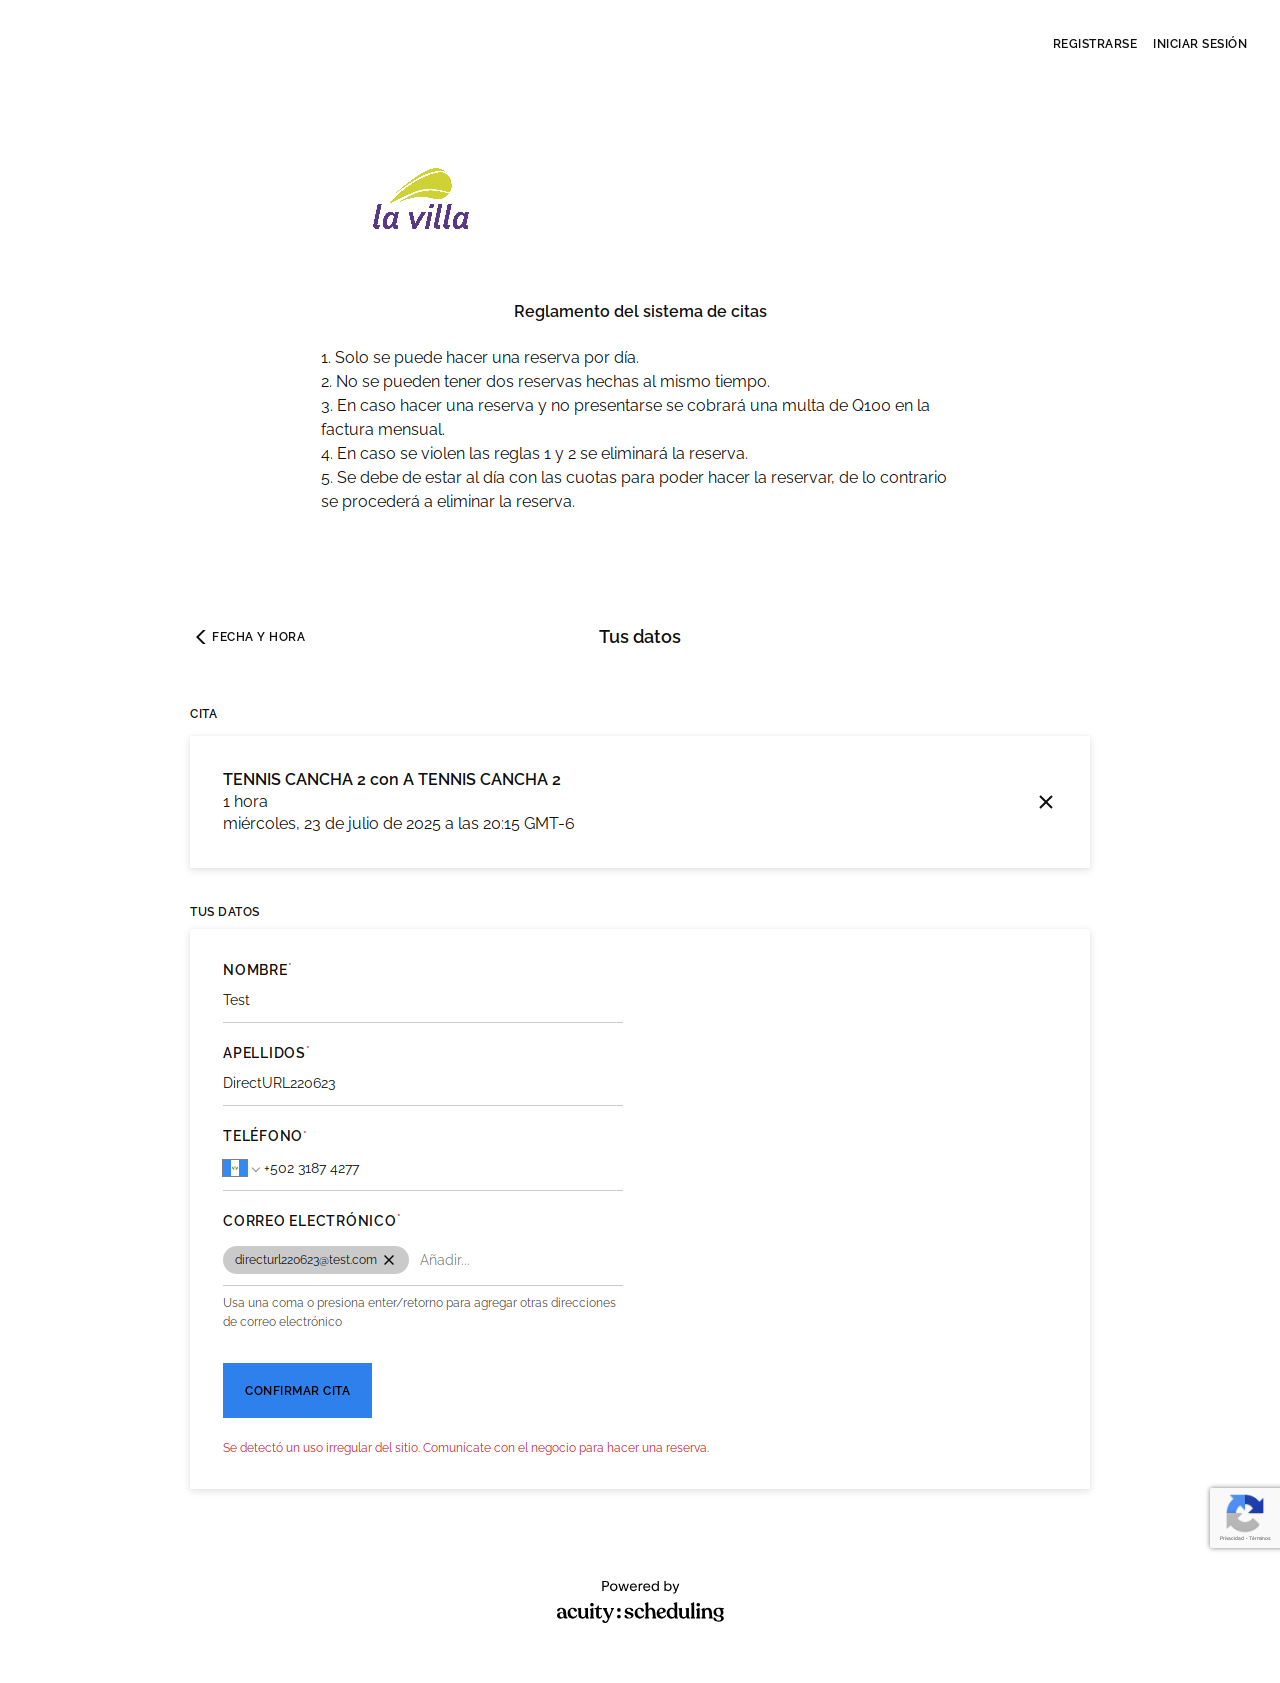 REGISTRARSE INICIAR SESIÓN
la villa
Reglamento del sistema de citas
1. Solo se puede hacer una reserva por día.
2. No se pueden tener dos reservas hechas al mismo tiempo.
3. En caso hacer una reserva y no presentarse se cobrará una multa de Q100 en la
factura mensual.
4. En caso se violen las reglas 1 y 2 se eliminará la reserva.
5. Se debe de estar al día con las cuotas para poder hacer la reservar, de lo contrario
se procederá a eliminar la reserva.
FECHA Y HORA
Tus datos
CITA
TENNIS CANCHA 2 con A TENNIS CANCHA 2
1 hora
miércoles, 23 de julio de 2025 a las 20:15 GMT-6
TUS DATOS
NOMBRE*
Test
APELLIDOS*
DirectURL220623
TELÉFONO*
+502 3187 4277
CORREO ELECTRÓNICO*
directurl220623@test.com Añadir...
Usa una coma o presiona enter/retorno para agregar otras direcciones
de correo electrónico
CONFIRMAR CITA
Se detectó un uso irregular del sitio. Comunícate con el negocio para hacer una reserva.
Privacidad - Términos
Powered by
acuity:scheduling